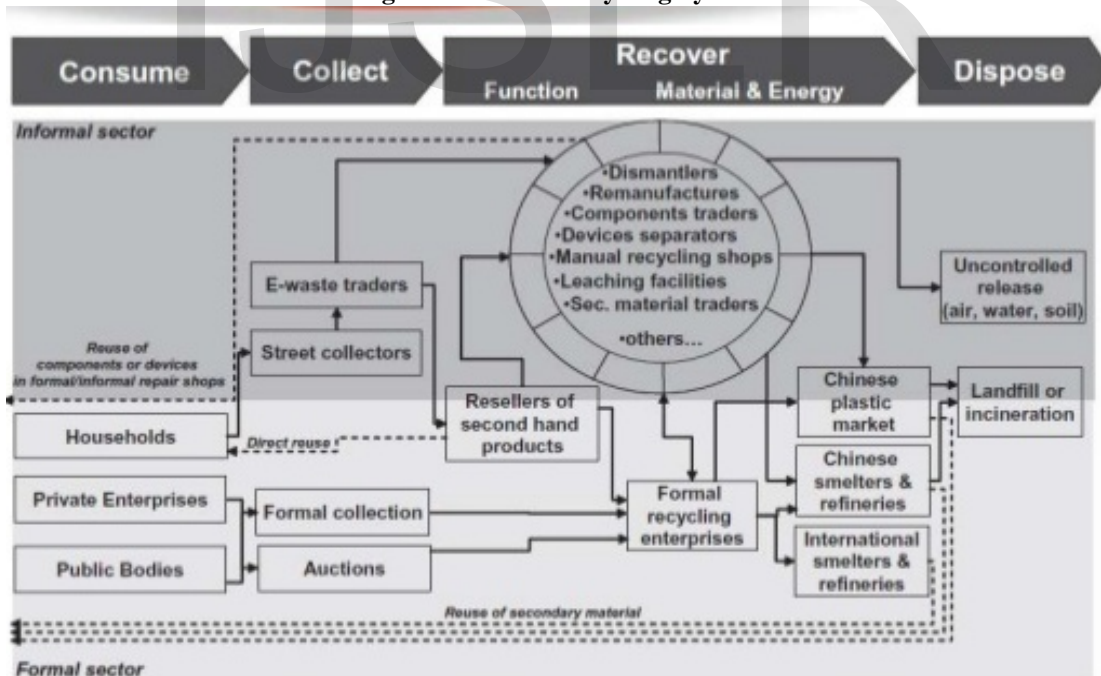 Consume
Collect
Recover
Function Material & Energy
Dispose
Informal sector
•Dismantlers
•Remanufactures
•Components traders
•Devices separators
•Manual recycling shops
•Leaching facilities
•Sec. material traders
•others...
E-waste traders
Street collectors
Uncontrolled
release
(air, water, soil)
Reuse of
components or devices
in formal/informal repair shops
Households
Direct reuse
Resellers of
second hand
products
Chinese
plastic
market
Landfill or
incineration
Private Enterprises
Public Bodies
Formal collection
Auctions
Formal
recycling
enterprises
Chinese
smelters &
refineries
International
smelters &
refineries
Reuse of secondary material
Formal sector